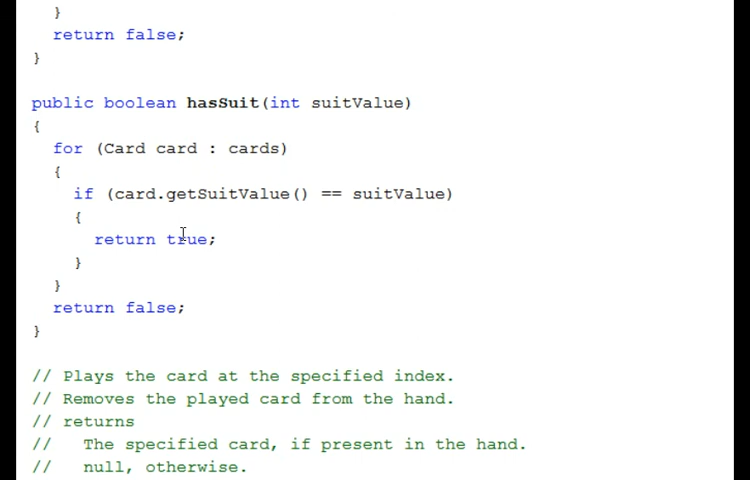 }
return false;
}
public boolean hasSuit(int suitValue)
{
for (Card card : cards)
{
if (card.getSuitValue() == suitValue)
{
return true;
}
}
return false;
}
// Plays the card at the specified index.
// Removes the played card from the hand.
// returns
//   The specified card, if present in the hand.
//   null, otherwise.